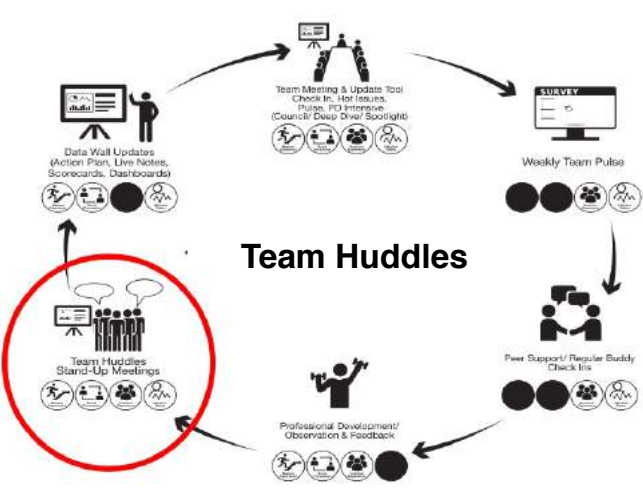 Team Meeting & Update Tool
Check In, Hot Issues,
Pulse, PD Intensive
(Council/ Deep Dive/ Spotlight)
SURVEY
Weekly Team Pulse
Data Wall Updates
(Action Plan, Live Notes,
Scorecards, Dashboards)
Team Huddles
Team Huddles
Stand-Up Meetings
Peer Support/ Regular Buddy
Check Ins
Professional Development/
Observation & Feedback